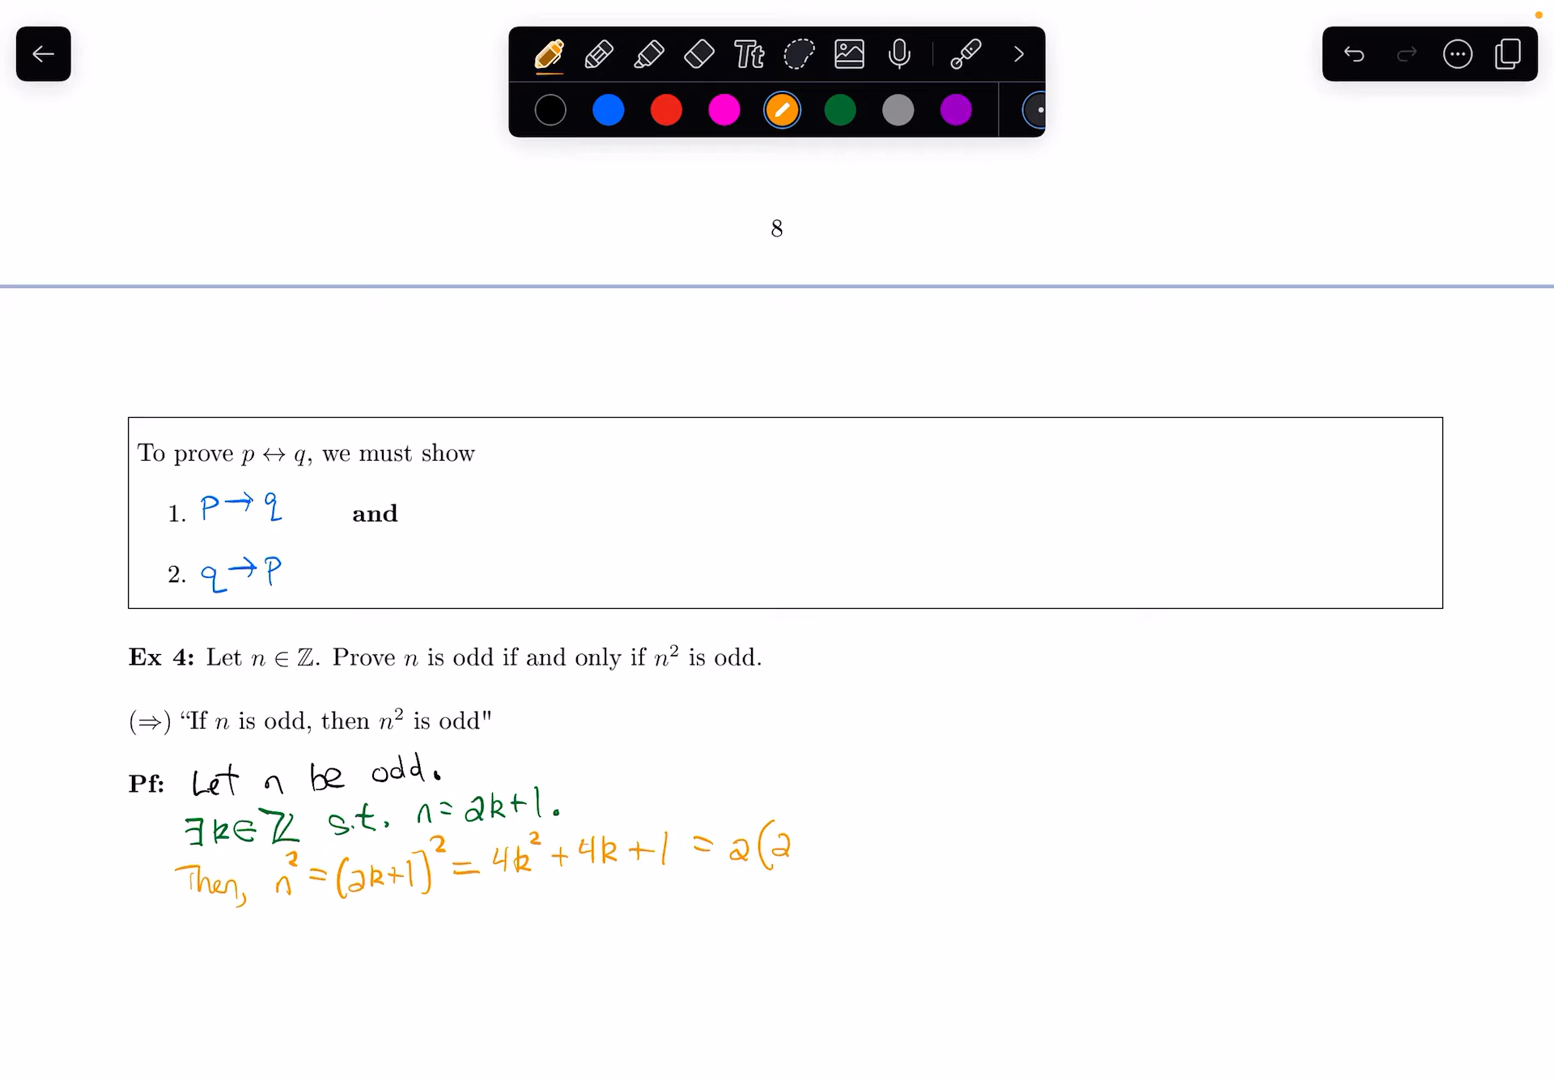 Tt
8
To prove p ↔ q, we must show
1. P → q and
2. q → P
Ex 4: Let n ∈ ℤ. Prove n is odd if and only if n² is odd.
(⇒) “If n is odd, then n² is odd"
Pf: Let n be odd.
∃k∈ℤ s.t. n=2k+1.
Then, n²=(2k+1)²=4k²+4k+1 = 2(2